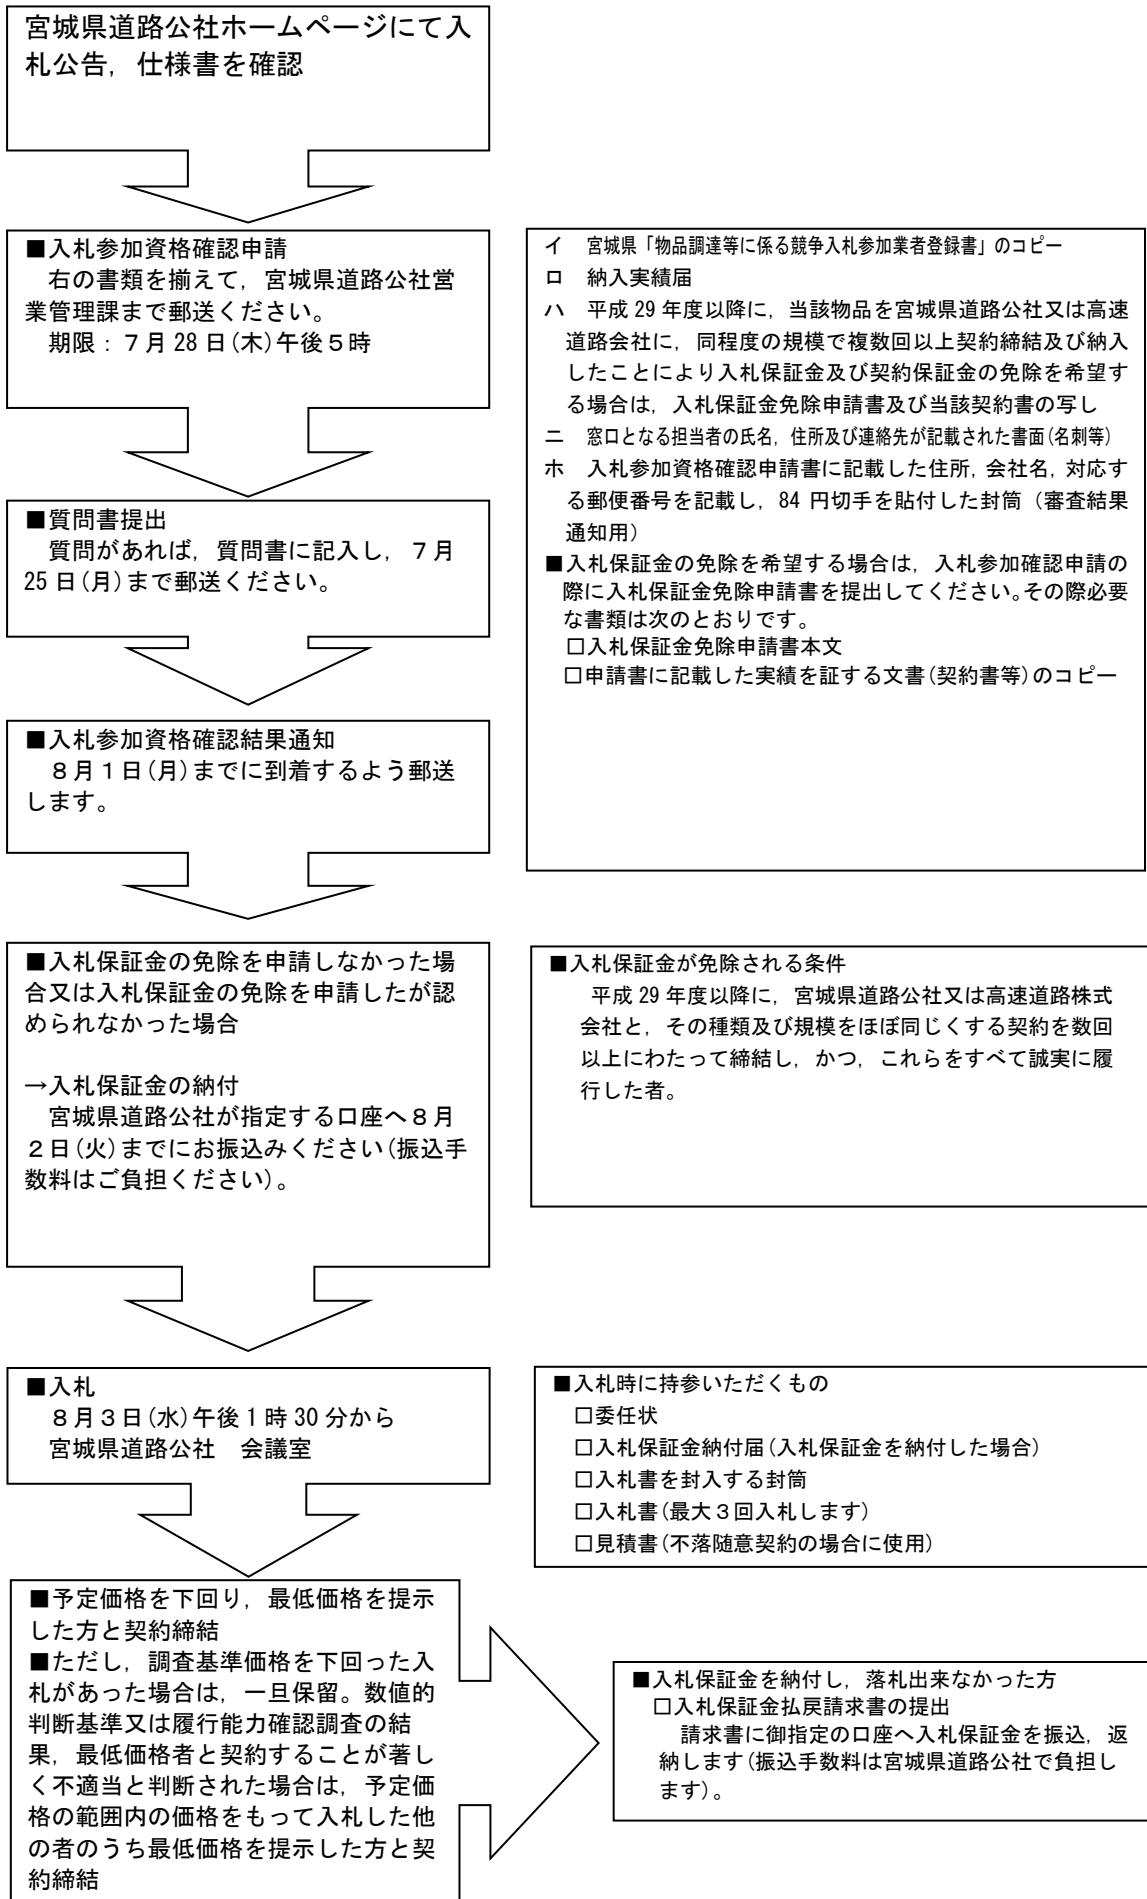 宮城県道路公社ホームページにて入
札公告，仕様書を確認
■入札参加資格確認申請
右の書類を揃えて，宮城県道路公社営
業管理課まで郵送ください。
期限：７月 28 日(木)午後５時
イ　宮城県「物品調達等に係る競争入札参加業者登録書」のコピー
ロ　納入実績届
ハ　平成 29 年度以降に，当該物品を宮城県道路公社又は高速
道路会社に，同程度の規模で複数回以上契約締結及び納入
したことにより入札保証金及び契約保証金の免除を希望す
る場合は，入札保証金免除申請書及び当該契約書の写し
ニ　窓口となる担当者の氏名，住所及び連絡先が記載された書面(名刺等)
ホ　入札参加資格確認申請書に記載した住所，会社名，対応す
る郵便番号を記載し，84 円切手を貼付した封筒（審査結果
通知用）
■入札保証金の免除を希望する場合は，入札参加確認申請の
際に入札保証金免除申請書を提出してください。その際必要
な書類は次のとおりです。
□入札保証金免除申請書本文
□申請書に記載した実績を証する文書(契約書等)のコピー
■質問書提出
質問があれば，質問書に記入し，７月
25 日(月)まで郵送ください。
■入札参加資格確認結果通知
８月１日(月)までに到着するよう郵送
します。
■入札保証金の免除を申請しなかった場
合又は入札保証金の免除を申請したが認
められなかった場合
→入札保証金の納付
宮城県道路公社が指定する口座へ８月
２日(火)までにお振込みください(振込手
数料はご負担ください)。
■入札保証金が免除される条件
平成 29 年度以降に，宮城県道路公社又は高速道路株式
会社と，その種類及び規模をほぼ同じくする契約を数回
以上にわたって締結し，かつ，これらをすべて誠実に履
行した者。
■入札
８月３日(水)午後 1 時 30 分から
宮城県道路公社　会議室
■入札時に持参いただくもの
□委任状
□入札保証金納付届(入札保証金を納付した場合)
□入札書を封入する封筒
□入札書(最大３回入札します)
□見積書(不落随意契約の場合に使用)
■予定価格を下回り，最低価格を提示
した方と契約締結
■ただし，調査基準価格を下回った入
札があった場合は，一旦保留。数値的
判断基準又は履行能力確認調査の結
果，最低価格者と契約することが著し
く不適当と判断された場合は，予定価
格の範囲内の価格をもって入札した他
の者のうち最低価格を提示した方と契
約締結
■入札保証金を納付し，落札出来なかった方
□入札保証金払戻請求書の提出
請求書に御指定の口座へ入札保証金を振込，返
納します(振込手数料は宮城県道路公社で負担し
ます)。